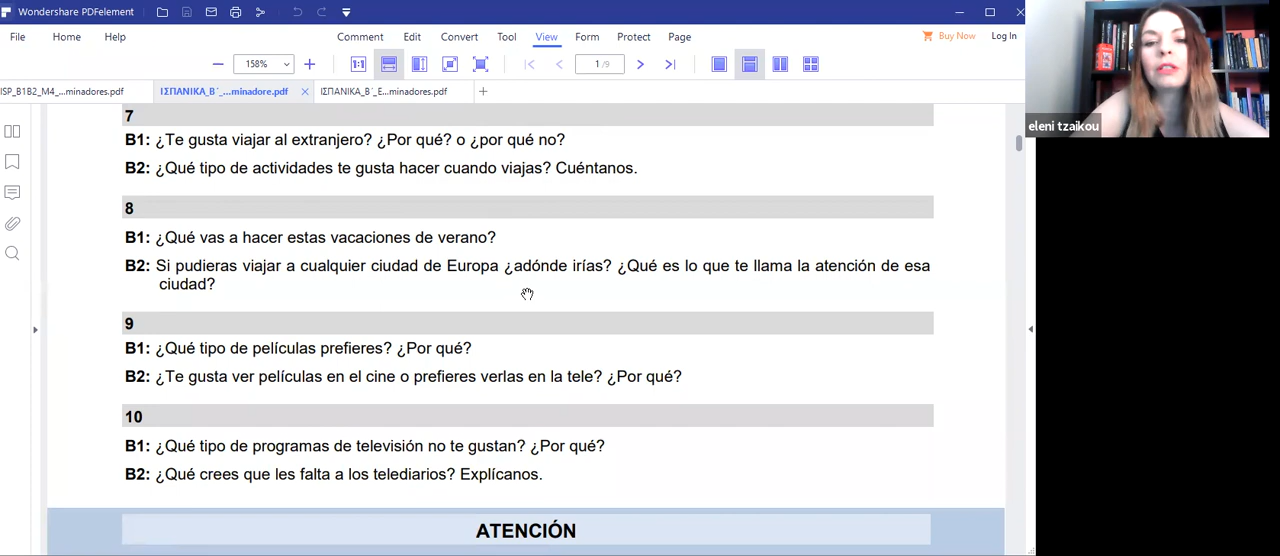 Wondershare PDFelement
File Home Help Comment Edit Convert Tool View Form Protect Page Buy Now Log In
158% 1:1 1 /9
ISP_B1B2_M4_...minadores.pdf ΙΣΠΑΝΙΚΑ_Β΄_...minadore.pdf ΙΣΠΑΝΙΚΑ_Β΄_Ε...minadores.pdf
eleni tzaikou
7
B1: ¿Te gusta viajar al extranjero? ¿Por qué? o ¿por qué no?
B2: ¿Qué tipo de actividades te gusta hacer cuando viajas? Cuéntanos.
8
B1: ¿Qué vas a hacer estas vacaciones de verano?
B2: Si pudieras viajar a cualquier ciudad de Europa ¿adónde irías? ¿Qué es lo que te llama la atención de esa
ciudad?
9
B1: ¿Qué tipo de películas prefieres? ¿Por qué?
B2: ¿Te gusta ver películas en el cine o prefieres verlas en la tele? ¿Por qué?
10
B1: ¿Qué tipo de programas de televisión no te gustan? ¿Por qué?
B2: ¿Qué crees que les falta a los telediarios? Explícanos.
ATENCIÓN